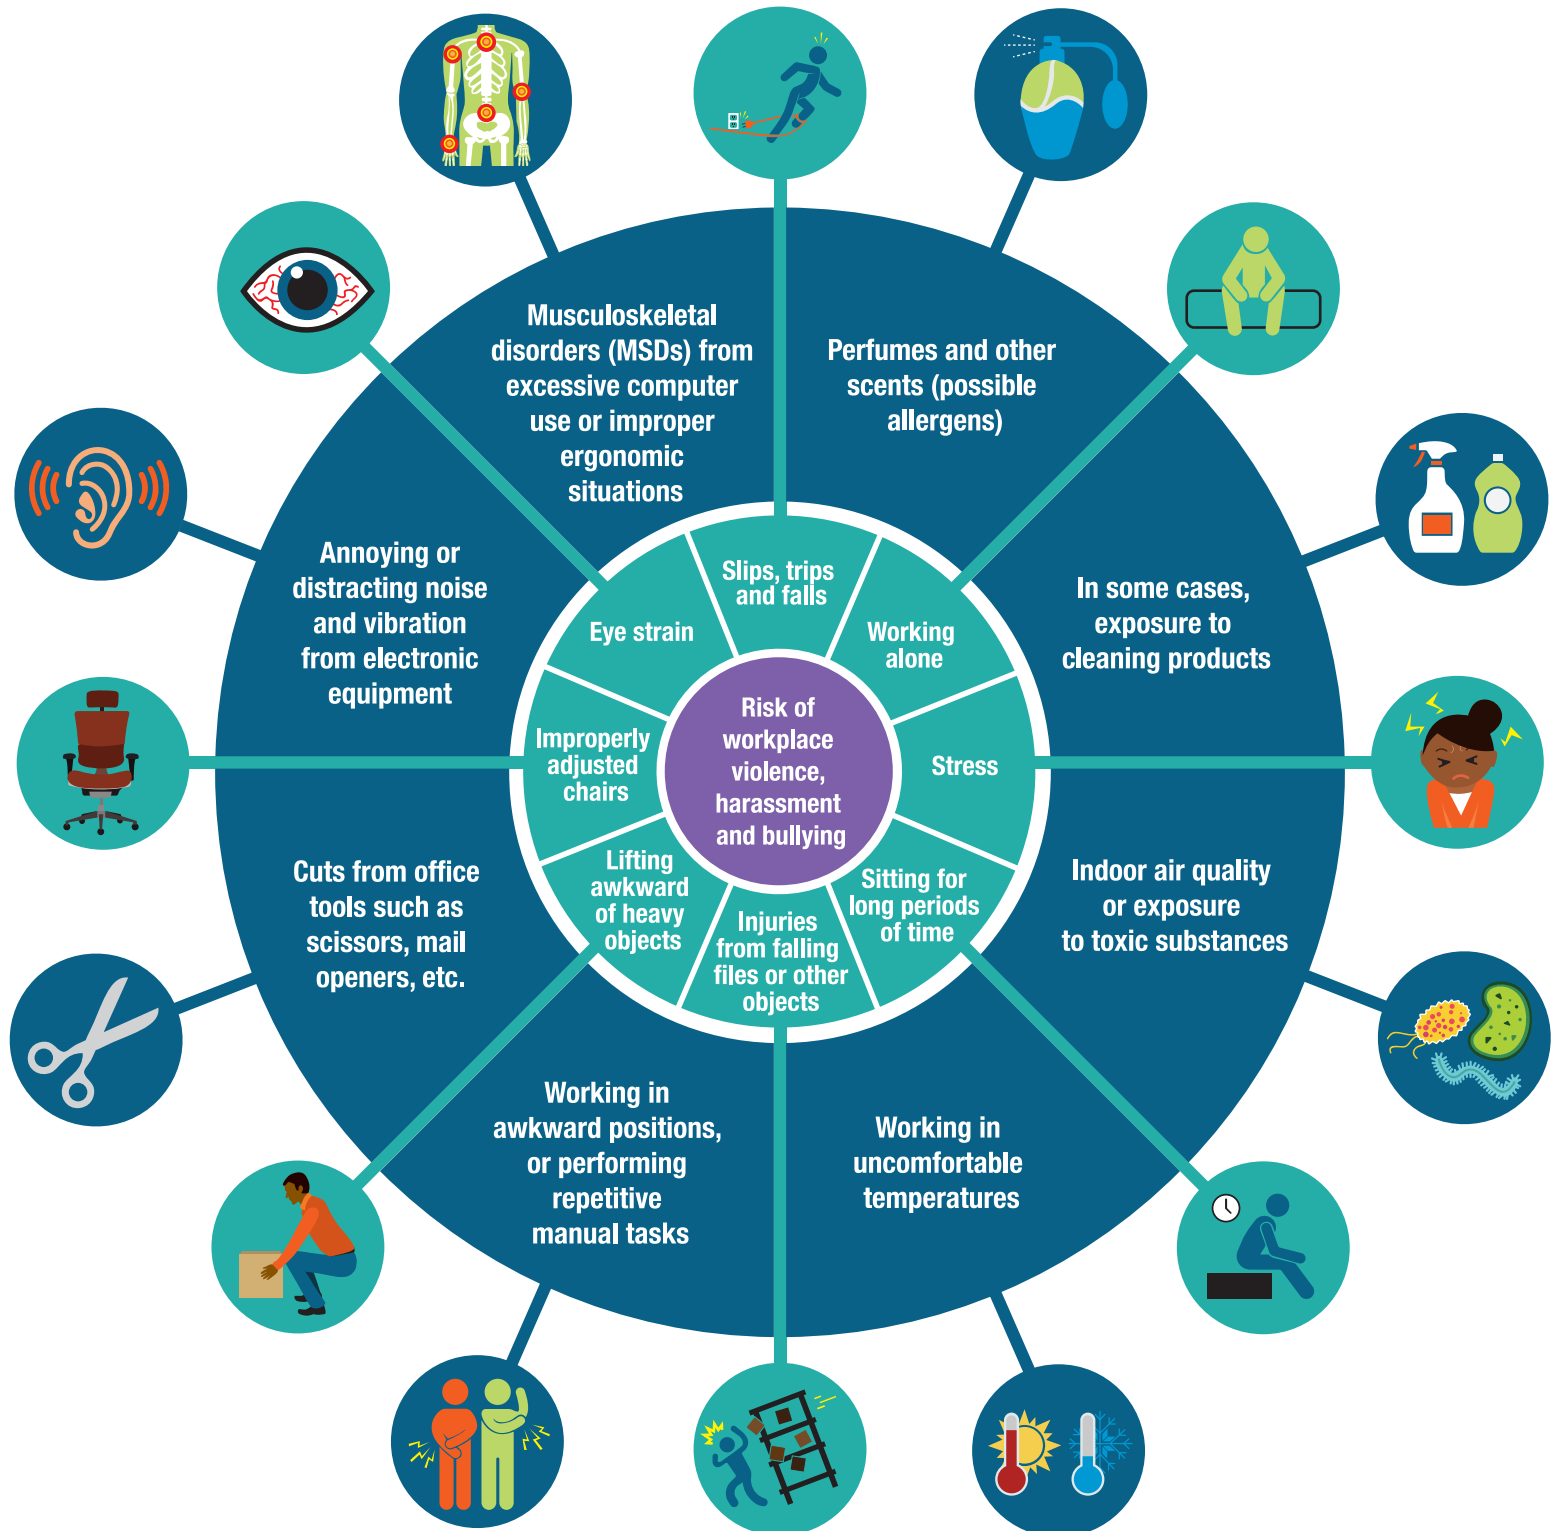 Musculoskeletal
disorders (MSDs) from
excessive computer
use or improper
ergonomic
situations
Perfumes and other
scents (possible
allergens)
In some cases,
exposure to
cleaning products
Indoor air quality
or exposure
to toxic substances
Working in
uncomfortable
temperatures
Working in
awkward positions,
or performing
repetitive
manual tasks
Cuts from office
tools such as
scissors, mail
openers, etc.
Annoying or
distracting noise
and vibration
from electronic
equipment
Slips, trips
and falls
Working
alone
Stress
Sitting for
long periods
of time
Injuries
from falling
files or other
objects
Lifting
awkward
of heavy
objects
Improperly
adjusted
chairs
Eye strain
Risk of
workplace
violence,
harassment
and bullying